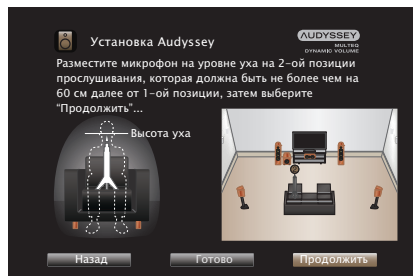 Установка Audyssey
AUDYSSEY
MULTEQ
DYNAMIC VOLUME
Разместите микрофон на уровне уха на 2-ой позиции
прослушивания, которая должна быть не более чем на
60 см далее от 1-ой позиции, затем выберите
“Продолжить”...
Высота уха
Назад
Готово
Продолжить